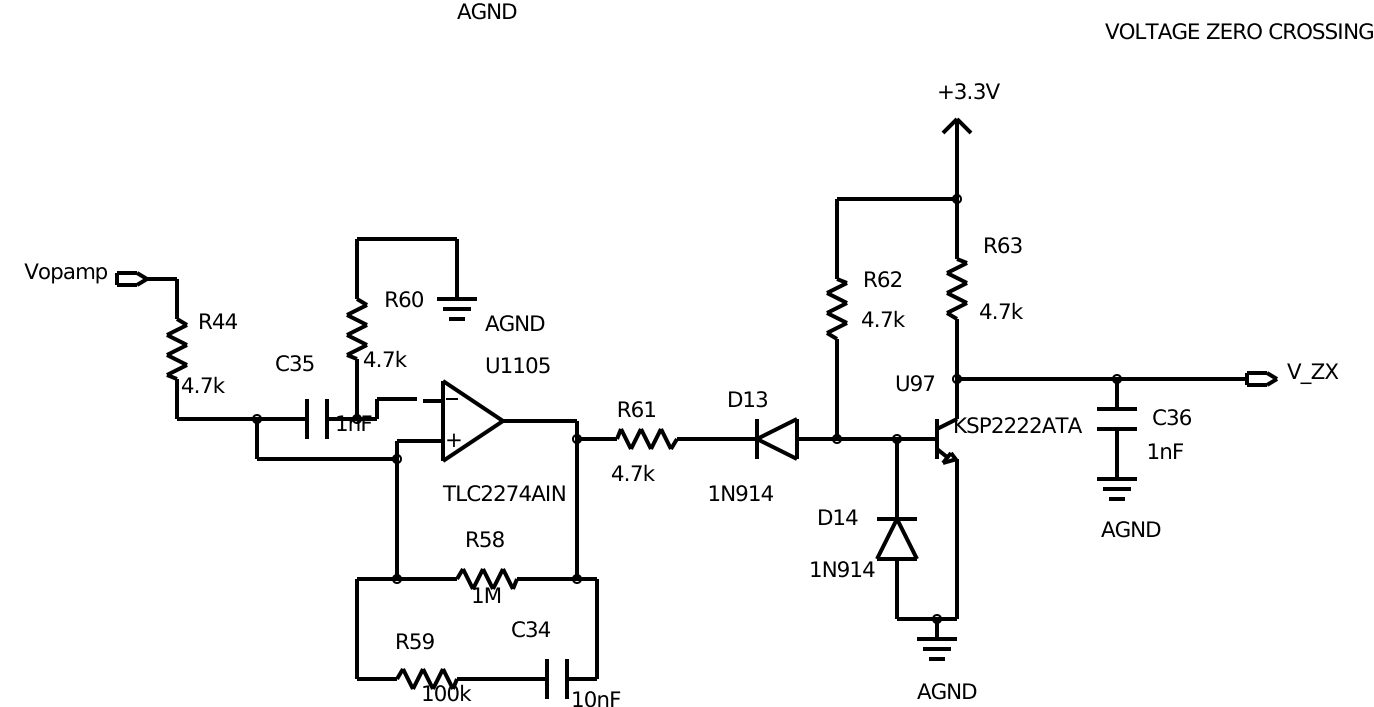 AGND
VOLTAGE ZERO CROSSING
+3.3V
Vopamp
R44
4.7k
C35
1nF
R60
4.7k
AGND
U1105
TLC2274AIN
R58
1M
R59
100k
C34
10nF
R61
4.7k
D13
1N914
R62
4.7k
R63
4.7k
U97
KSP2222ATA
D14
1N914
AGND
V_ZX
C36
1nF
AGND